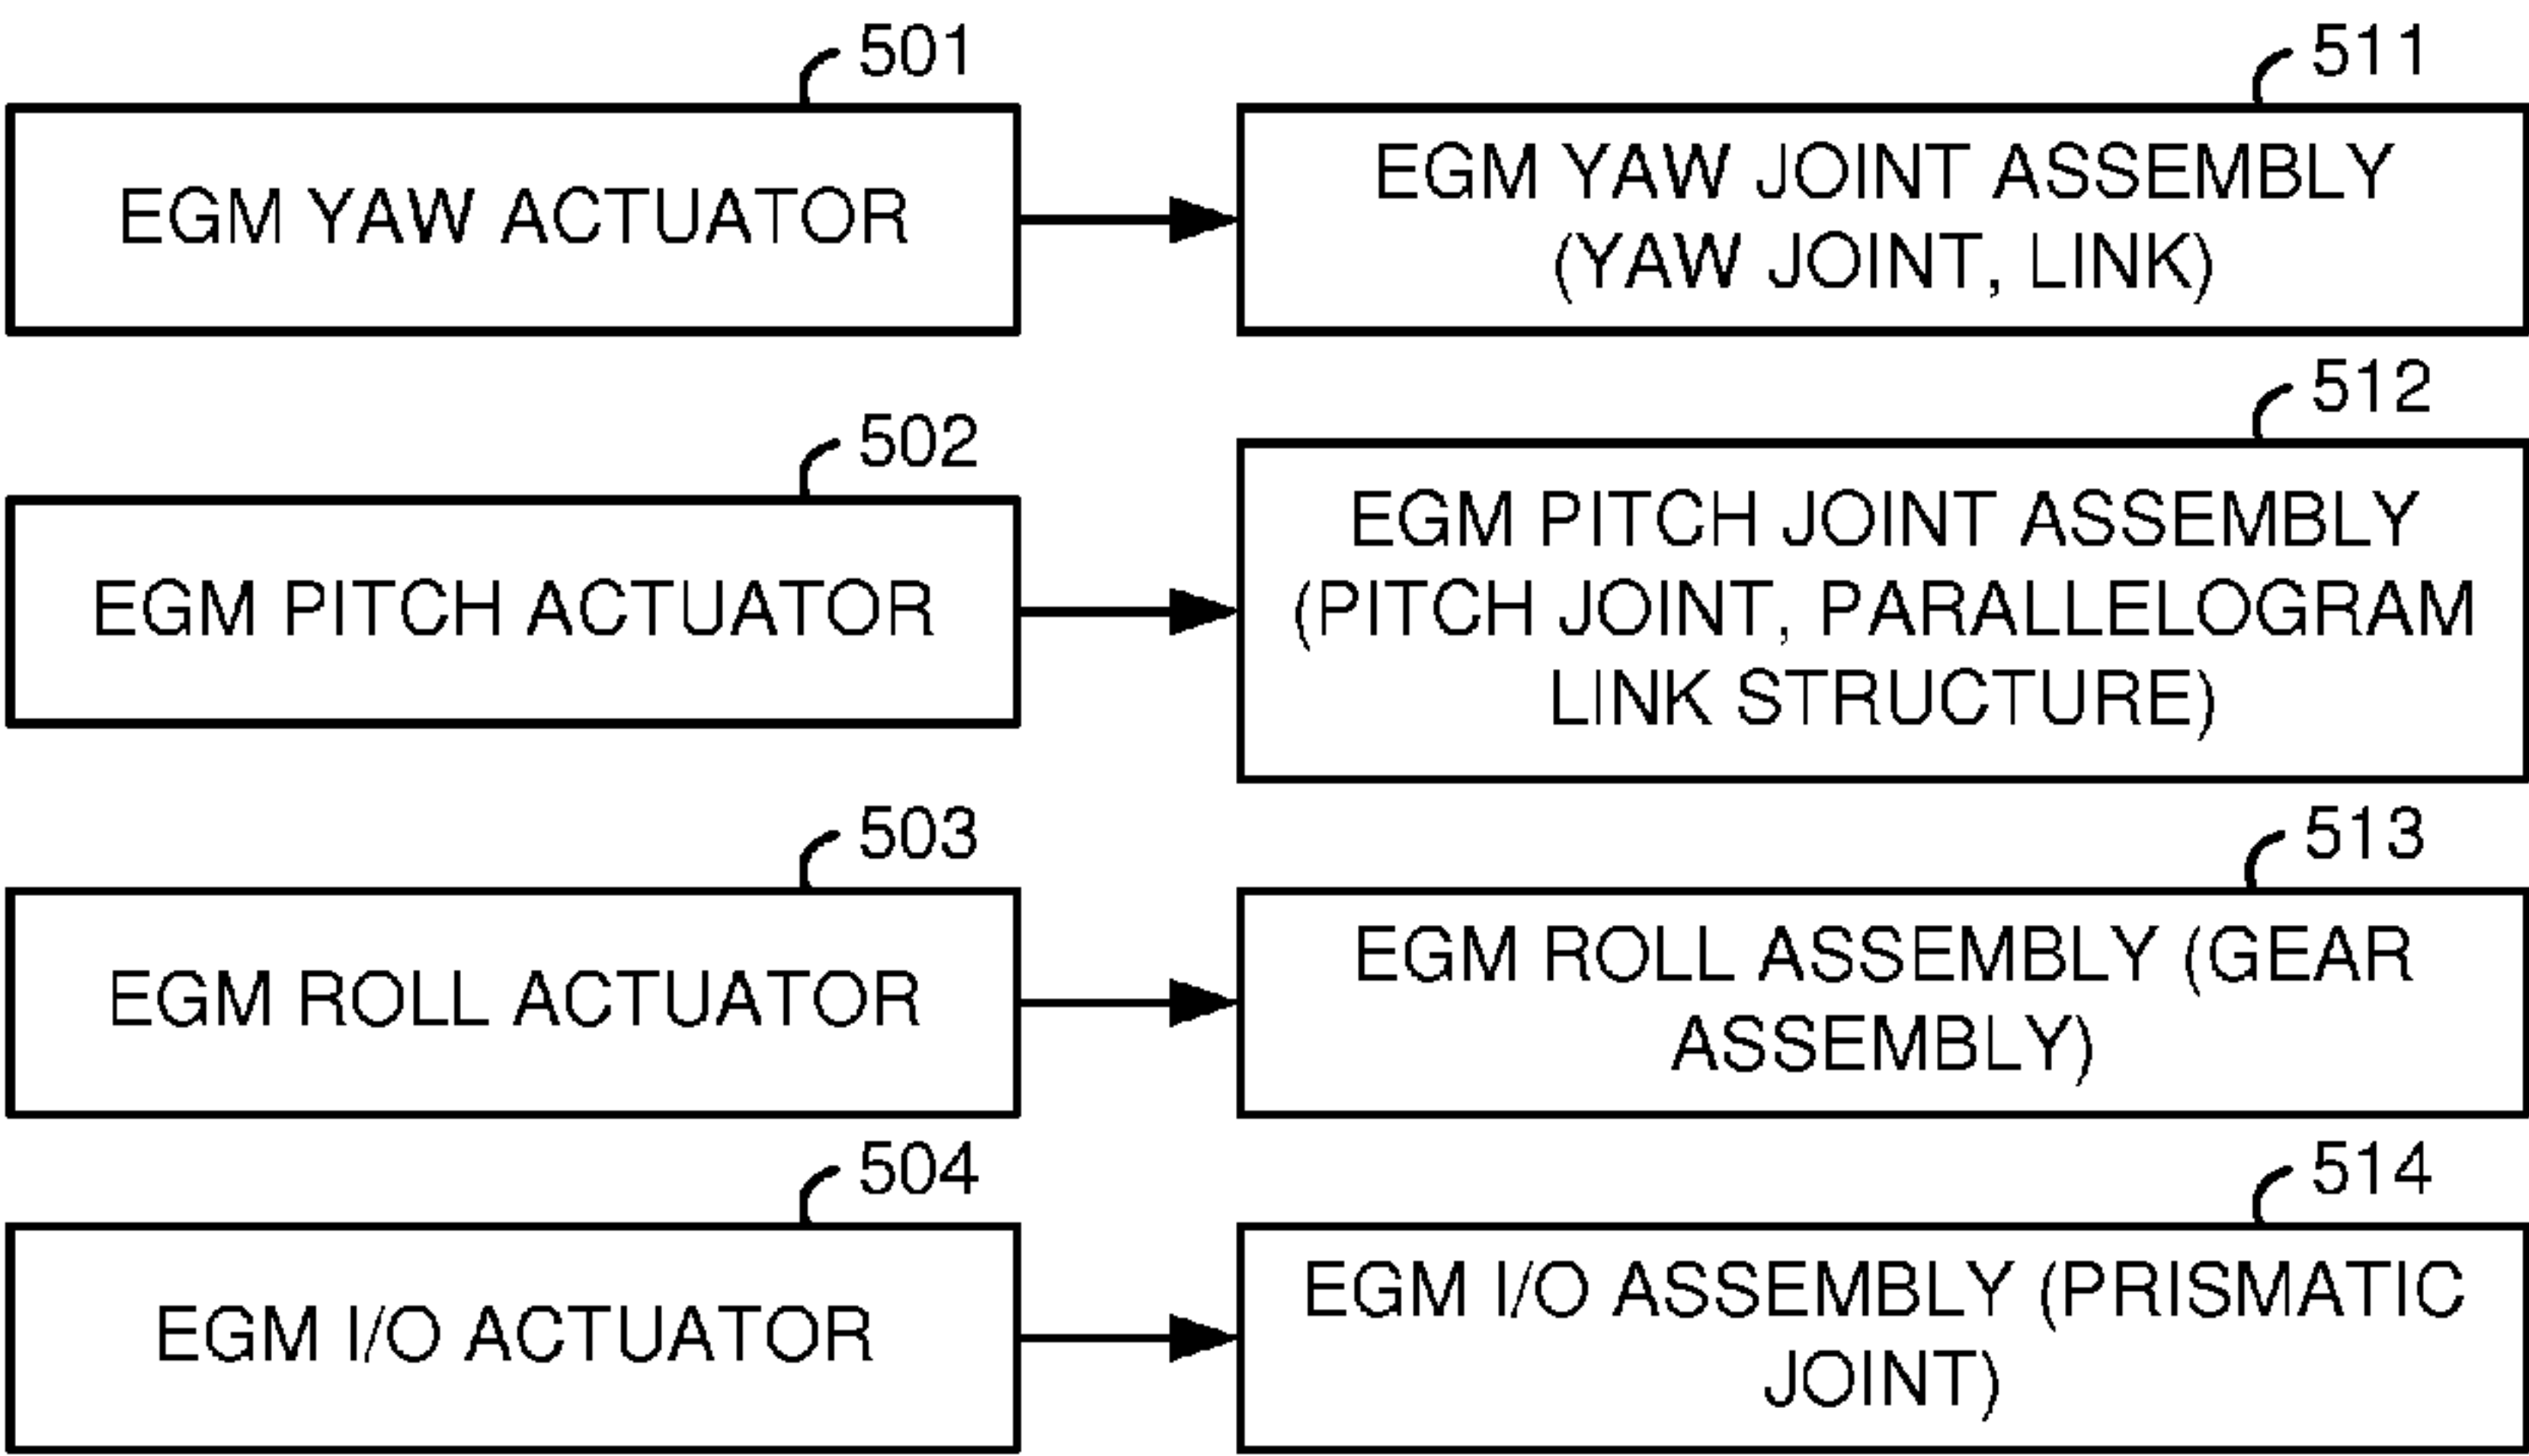 501
EGM YAW ACTUATOR
511
EGM YAW JOINT ASSEMBLY
(YAW JOINT, LINK)
502
EGM PITCH ACTUATOR
512
EGM PITCH JOINT ASSEMBLY
(PITCH JOINT, PARALLELOGRAM
LINK STRUCTURE)
503
EGM ROLL ACTUATOR
513
EGM ROLL ASSEMBLY (GEAR
ASSEMBLY)
504
EGM I/O ACTUATOR
514
EGM I/O ASSEMBLY (PRISMATIC
JOINT)